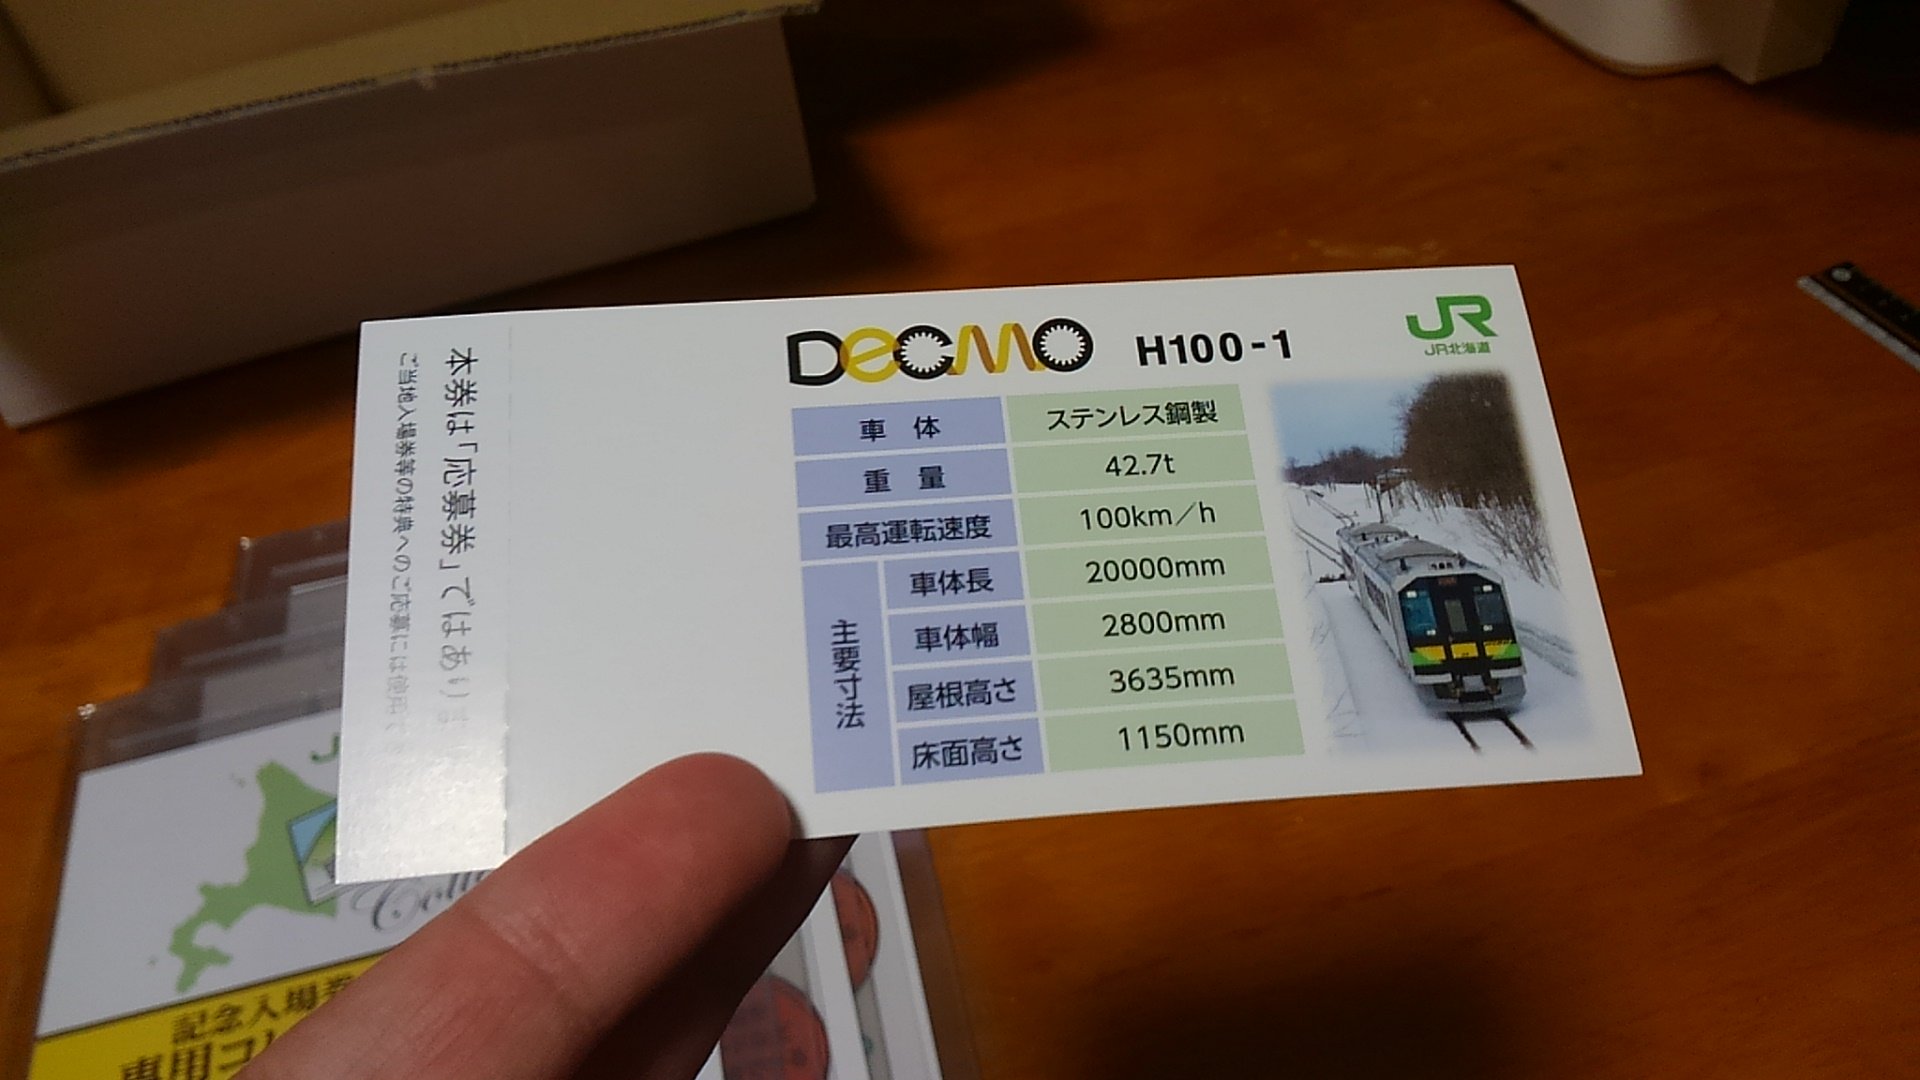 本券は「応募券」ではあり
ご当地入場券等の特典へのご応募には使用で
DECMO H100-1
JR
JR北海道
車 体 ステンレス鋼製
重 量 42.7t
最高運転速度 100km/h
主要寸法
車体長 20000mm
車体幅 2800mm
屋根高さ 3635mm
床面高さ 1150mm
J
Coll
記念入場券
専用コレ